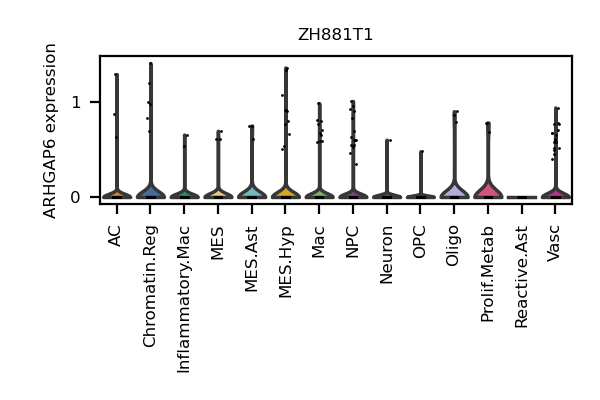 ZH881T1
ARHGAP6 expression
1
0
AC
Chromatin.Reg
Inflammatory.Mac
MES
MES.Ast
MES.Hyp
Mac
NPC
Neuron
OPC
Oligo
Prolif.Metab
Reactive.Ast
Vasc